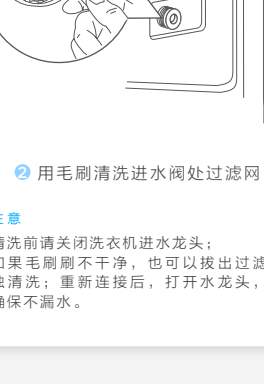 2 用毛刷清洗进水阀处过滤网
注意
清洗前请关闭洗衣机进水龙头；
如果毛刷刷不干净，也可以拔出过滤
独清洗；重新连接后，打开水龙头，
确保不漏水。